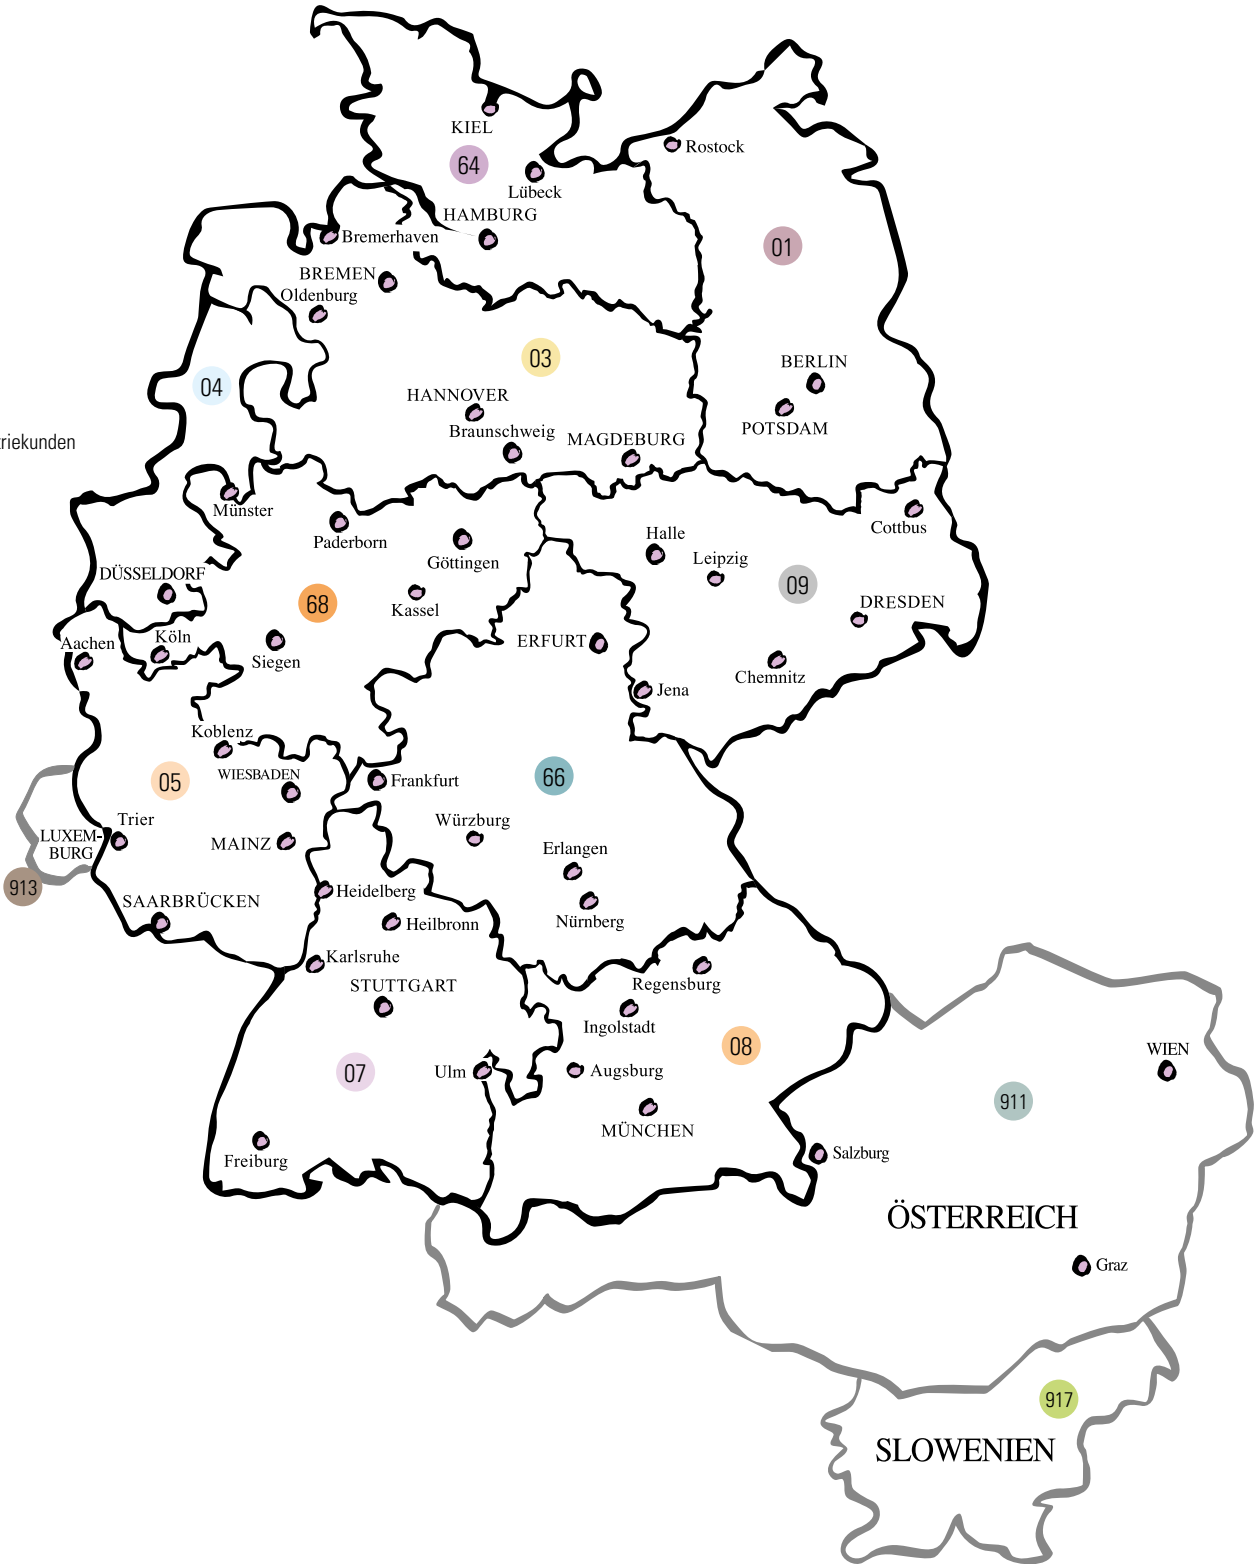 KIEL
64
Rostock
Lübeck
HAMBURG
Bremerhaven
01
BREMEN
Oldenburg
03
BERLIN
04
HANNOVER
POTSDAM
Braunschweig
MAGDEBURG
riekunden
Münster
Cottbus
Paderborn
Halle
Göttingen
Leipzig
DÜSSELDORF
09
68
Kassel
DRESDEN
Aachen
Köln
ERFURT
Siegen
Chemnitz
Jena
Koblenz
WIESBADEN
05
Frankfurt
66
Trier
Würzburg
LUXEM-
BURG
MAINZ
Erlangen
913
Heidelberg
SAARBRÜCKEN
Heilbronn
Nürnberg
Karlsruhe
STUTTGART
Regensburg
Ingolstadt
08
WIEN
07
Ulm
Augsburg
911
MÜNCHEN
Freiburg
Salzburg
ÖSTERREICH
Graz
917
SLOWENIEN